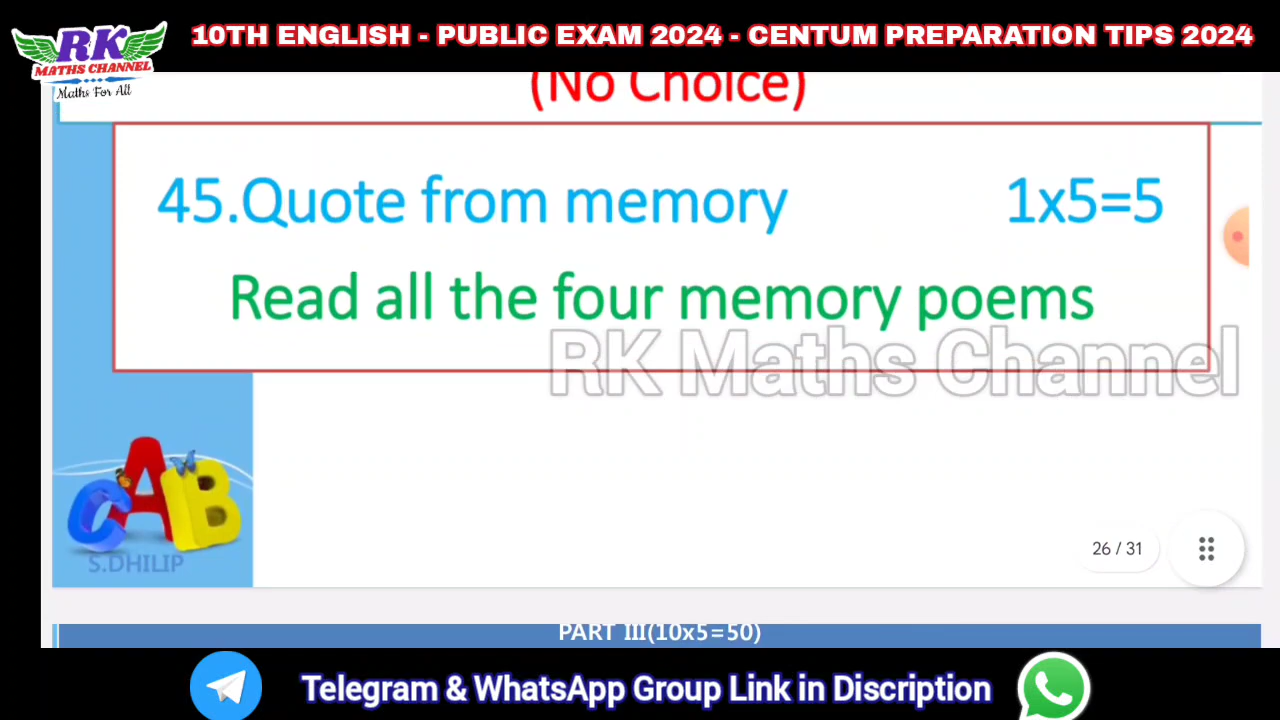 RK
MATHS CHANNEL
Maths For All
10TH ENGLISH - PUBLIC EXAM 2024 - CENTUM PREPARATION TIPS 2024
(No Choice)
45.Quote from memory 1x5=5
Read all the four memory poems
RK Maths Channel
CAB
S.DHILIP
26 / 31
PART III(10x5=50)
Telegram & WhatsApp Group Link in Discription